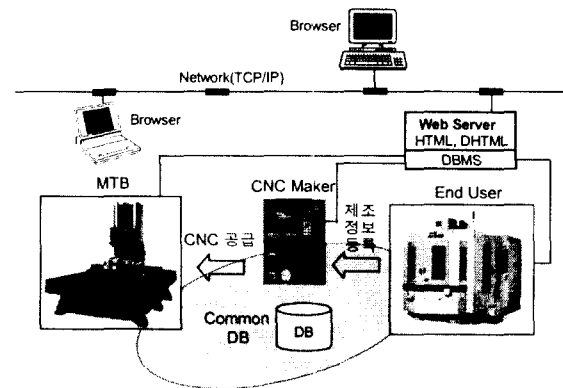 Browser
Network(TCP/IP)
Browser
Web Server
HTML, DHTML
DBMS
MTB
CNC Maker
End User
CNC 공급
제조
정보
등록
Common
DB
DB